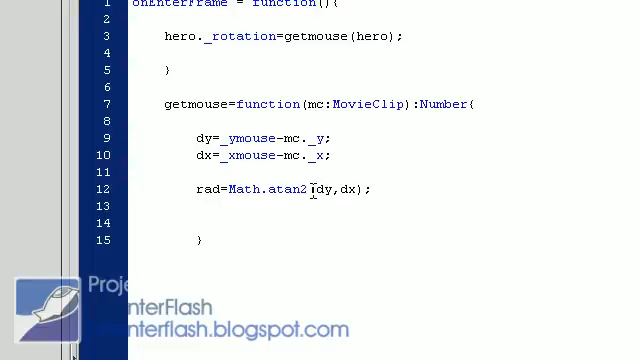 1 onEnterFrame = function(){
2
3 hero._rotation=getmouse(hero);
4
5 }
6
7 getmouse=function(mc:MovieClip):Number{
8
9 dy=_ymouse-mc._y;
10 dx=_xmouse-mc._x;
11
12 rad=Math.atan2(dy,dx);
13
14
15 }
Proje
nterFlash
nterflash.blogspot.com